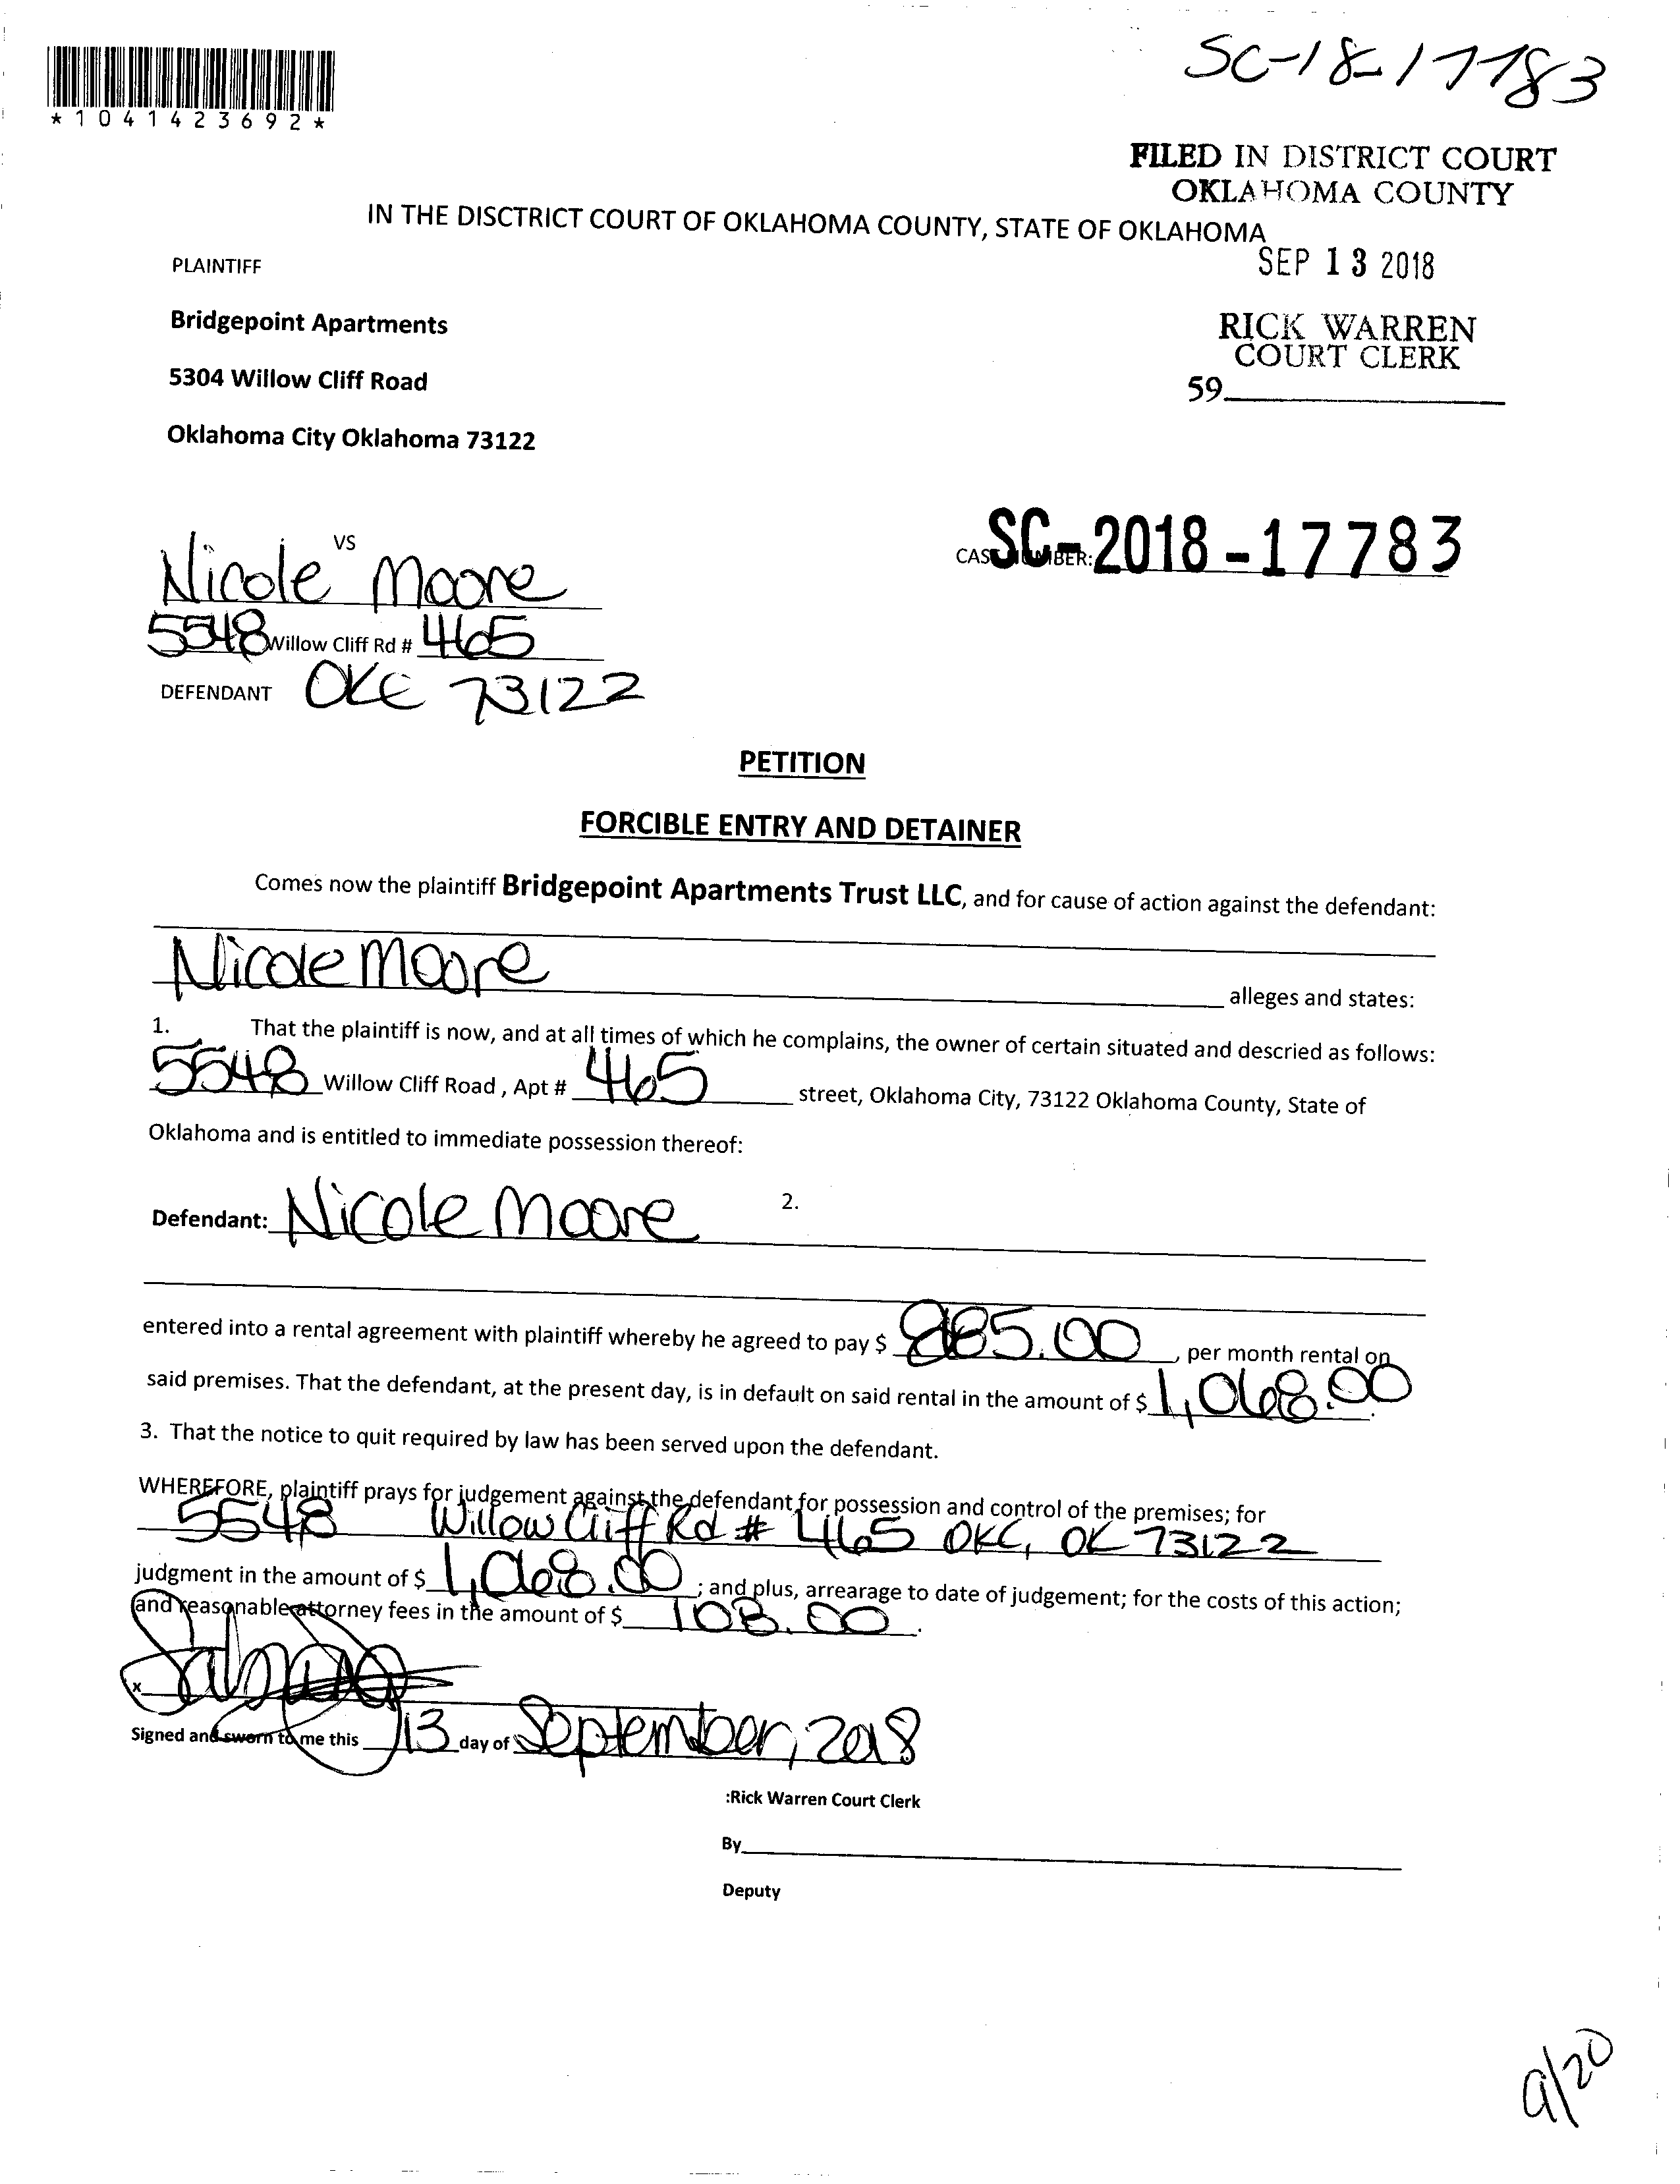 SC-18-17783
*1041423692*
FILED IN DISTRICT COURT
OKLAHOMA COUNTY
IN THE DISCTRICT COURT OF OKLAHOMA COUNTY, STATE OF OKLAHOMA
SEP 13 2018
PLAINTIFF
Bridgepoint Apartments
RICK WARREN
COURT CLERK
5304 Willow Cliff Road
59
Oklahoma City Oklahoma 73122
VS
Nicole Moore
SC-2018-17783
5548 Willow Cliff Rd # 465
DEFENDANT OKC 73122
PETITION
FORCIBLE ENTRY AND DETAINER
Comes now the plaintiff Bridgepoint Apartments Trust LLC, and for cause of action against the defendant:
Nicole Moore alleges and states:
1. That the plaintiff is now, and at all times of which he complains, the owner of certain situated and descried as follows:
5548 Willow Cliff Road , Apt # 465 street, Oklahoma City, 73122 Oklahoma County, State of
Oklahoma and is entitled to immediate possession thereof:
Defendant: Nicole Moore 2.
entered into a rental agreement with plaintiff whereby he agreed to pay $ , per month rental on
said premises. That the defendant, at the present day, is in default on said rental in the amount of $ 1,068.00
3. That the notice to quit required by law has been served upon the defendant.
WHEREFORE, plaintiff prays for judgement against the defendant for possession and control of the premises; for
5548 Willow Cliff Rd # 465 OKC, OK 73122
judgment in the amount of $ 1,068.00 ; and plus, arrearage to date of judgement; for the costs of this action;
and reasonable attorney fees in the amount of $ 108.00 .
x
Signed and sworn to me this 13 day of September, 2018
:Rick Warren Court Clerk
By
Deputy
9/20